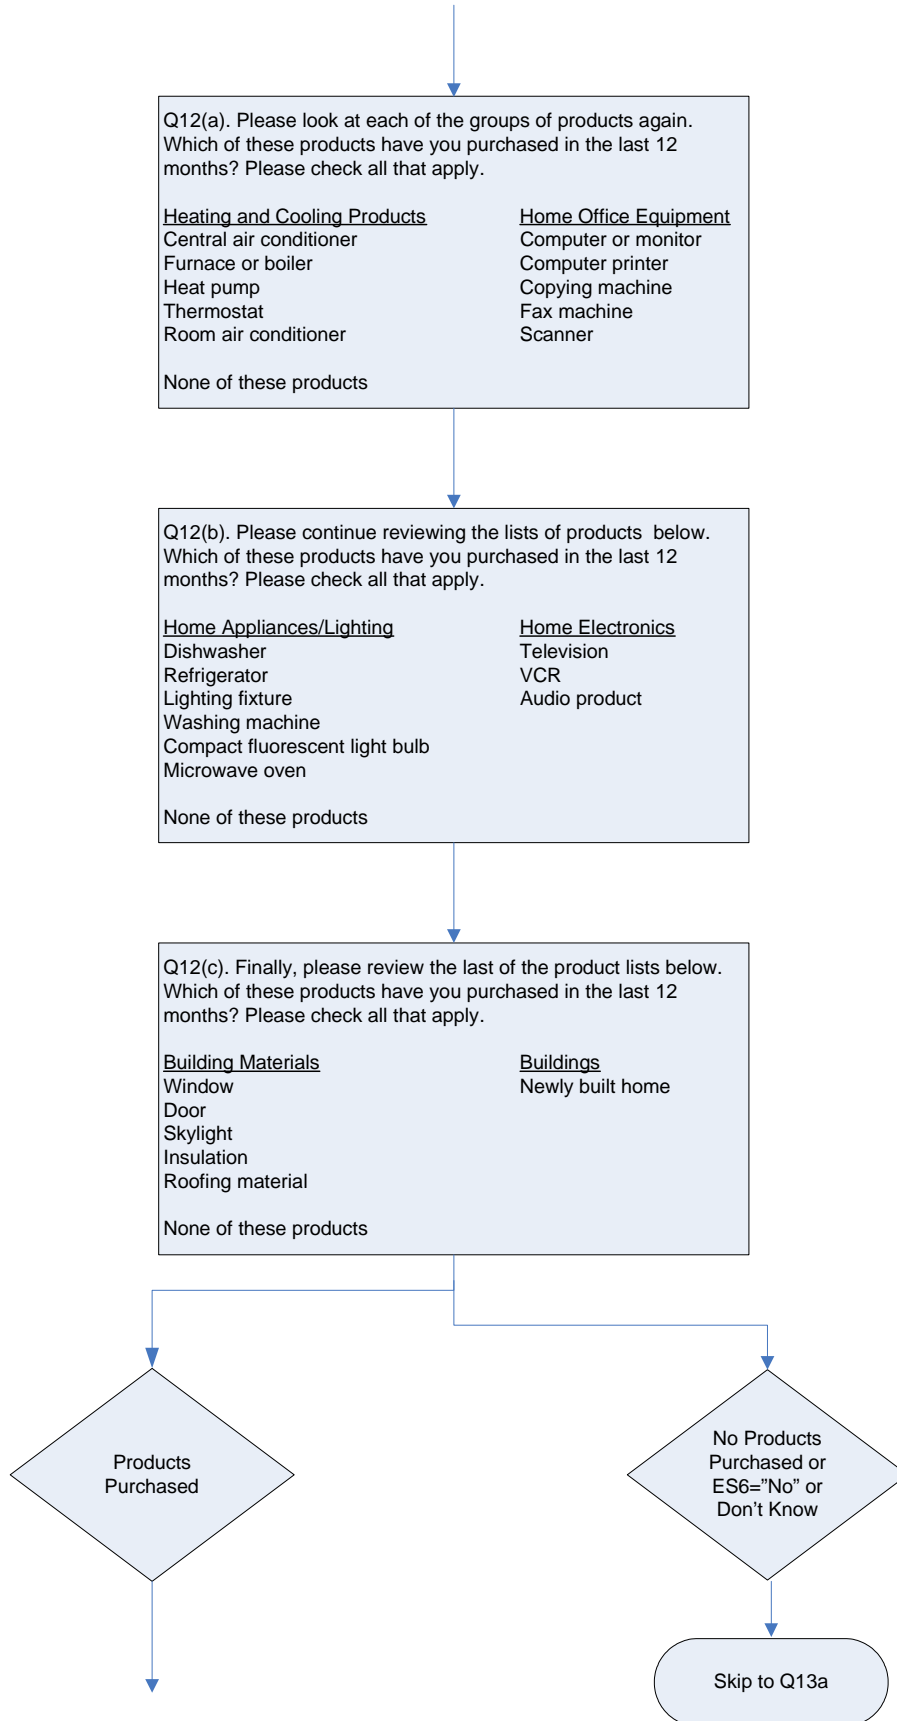 Q12(a). Please look at each of the groups of products again.
Which of these products have you purchased in the last 12
months? Please check all that apply.
Heating and Cooling Products
Central air conditioner
Furnace or boiler
Heat pump
Thermostat
Room air conditioner
Home Office Equipment
Computer or monitor
Computer printer
Copying machine
Fax machine
Scanner
None of these products
Q12(b). Please continue reviewing the lists of products  below.
Which of these products have you purchased in the last 12
months? Please check all that apply.
Home Appliances/Lighting
Dishwasher
Refrigerator
Lighting fixture
Washing machine
Compact fluorescent light bulb
Microwave oven
Home Electronics
Television
VCR
Audio product
None of these products
Q12(c). Finally, please review the last of the product lists below.
Which of these products have you purchased in the last 12
months? Please check all that apply.
Building Materials
Window
Door
Skylight
Insulation
Roofing material
Buildings
Newly built home
None of these products
Products
Purchased
No Products
Purchased or
ES6=”No” or
Don’t Know
Skip to Q13a